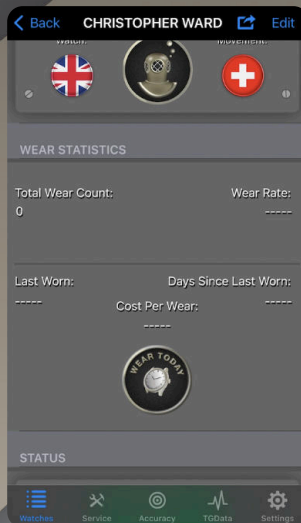 Back CHRISTOPHER WARD Edit
Watch: Movement:
WEAR STATISTICS
Total Wear Count: Wear Rate:
0 -----
Last Worn: Days Since Last Worn:
----- -----
Cost Per Wear:
-----
WEAR TODAY
STATUS
Watches Service Accuracy TGData Settings